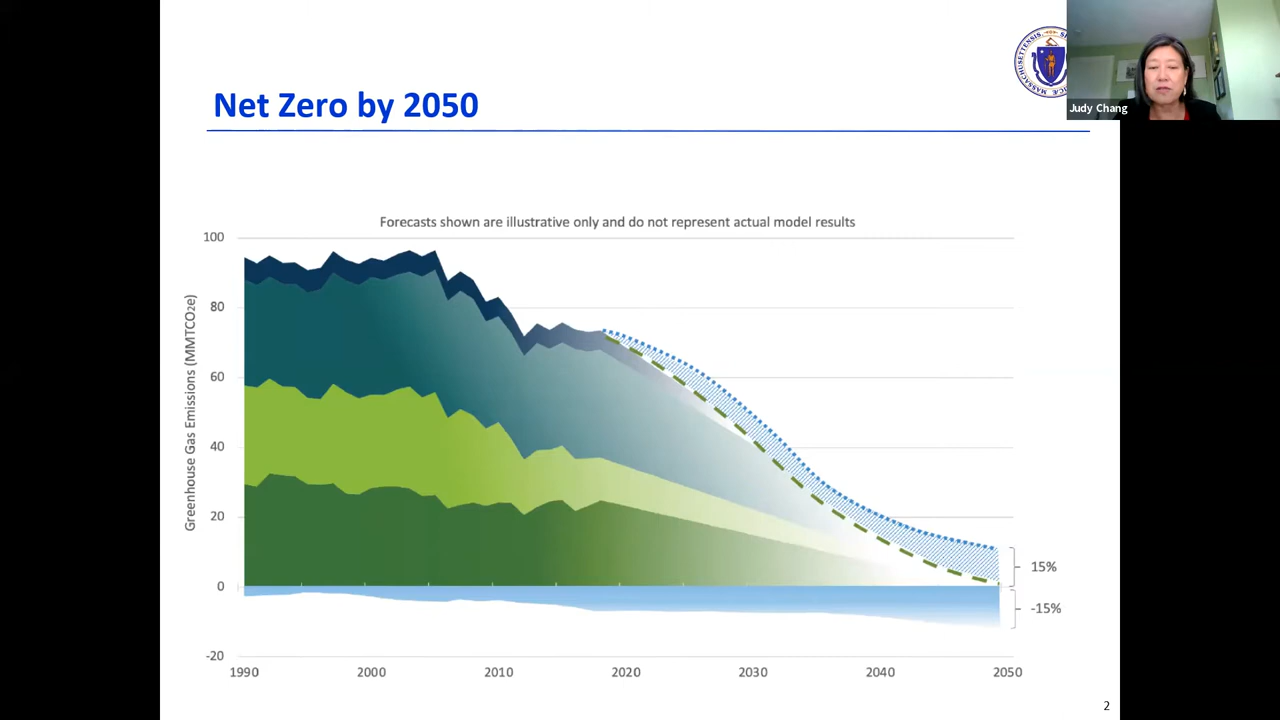 Net Zero by 2050
Judy Chang
Forecasts shown are illustrative only and do not represent actual model results
Greenhouse Gas Emissions (MMTCO2e)
100
80
60
40
20
0
-20
15%
-15%
1990 2000 2010 2020 2030 2040 2050
2